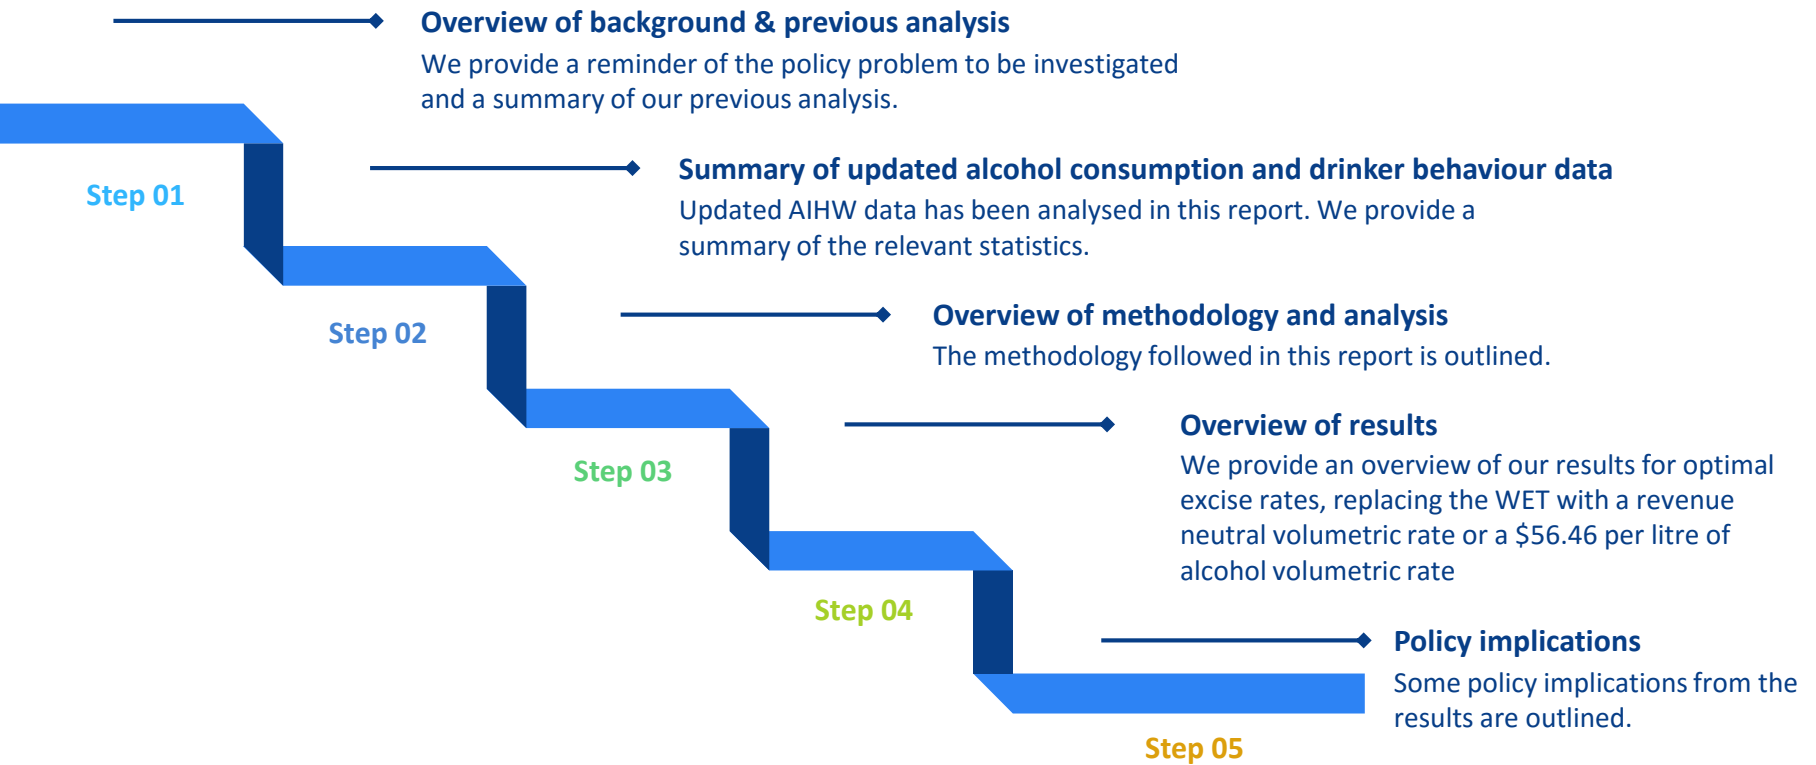 Overview of background & previous analysis
We provide a reminder of the policy problem to be investigated
and a summary of our previous analysis.
Step 01
Summary of updated alcohol consumption and drinker behaviour data
Updated AIHW data has been analysed in this report. We provide a
summary of the relevant statistics.
Step 02
Overview of methodology and analysis
The methodology followed in this report is outlined.
Step 03
Overview of results
We provide an overview of our results for optimal
excise rates, replacing the WET with a revenue
neutral volumetric rate or a $56.46 per litre of
alcohol volumetric rate
Step 04
Policy implications
Some policy implications from the
results are outlined.
Step 05